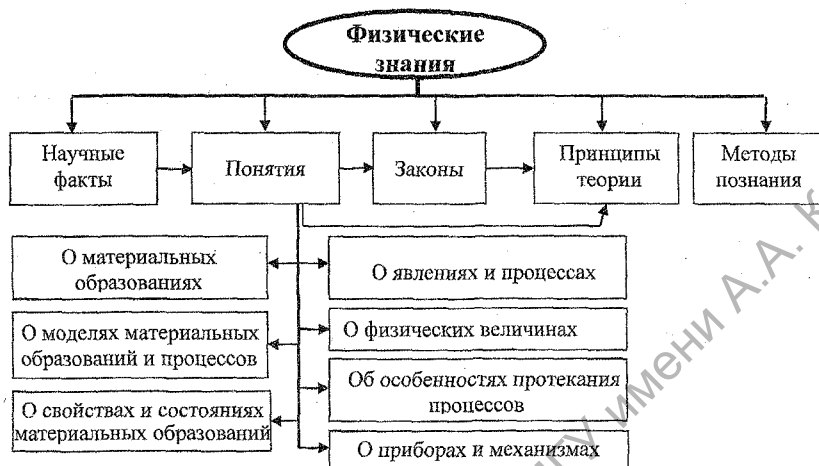 Физические
знания
Научные
факты
Понятия
Законы
Принципы
теории
Методы
познания
О материальных
образованиях
О явлениях и процессах
О моделях материальных
образований и процессов
О физических величинах
О свойствах и состояниях
материальных образований
Об особенностях протекания
процессов
О приборах и механизмах
имени А.А. К